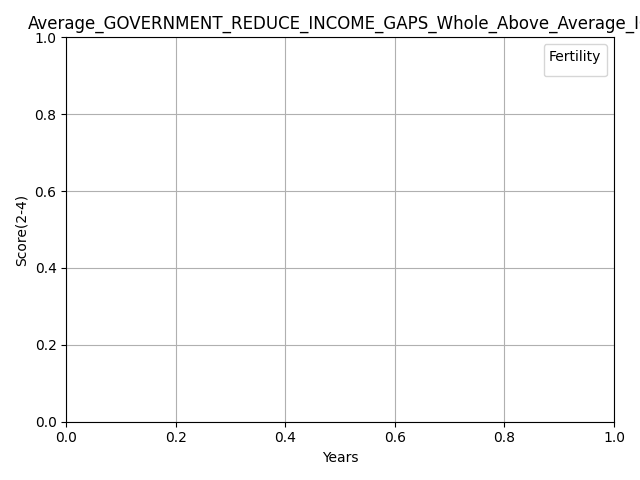 Average_GOVERNMENT_REDUCE_INCOME_GAPS_Whole_Above_Average_I
Fertility
1.0
0.8
0.6
0.4
0.2
0.0
Score(2-4)
0.0 0.2 0.4 0.6 0.8 1.0
Years